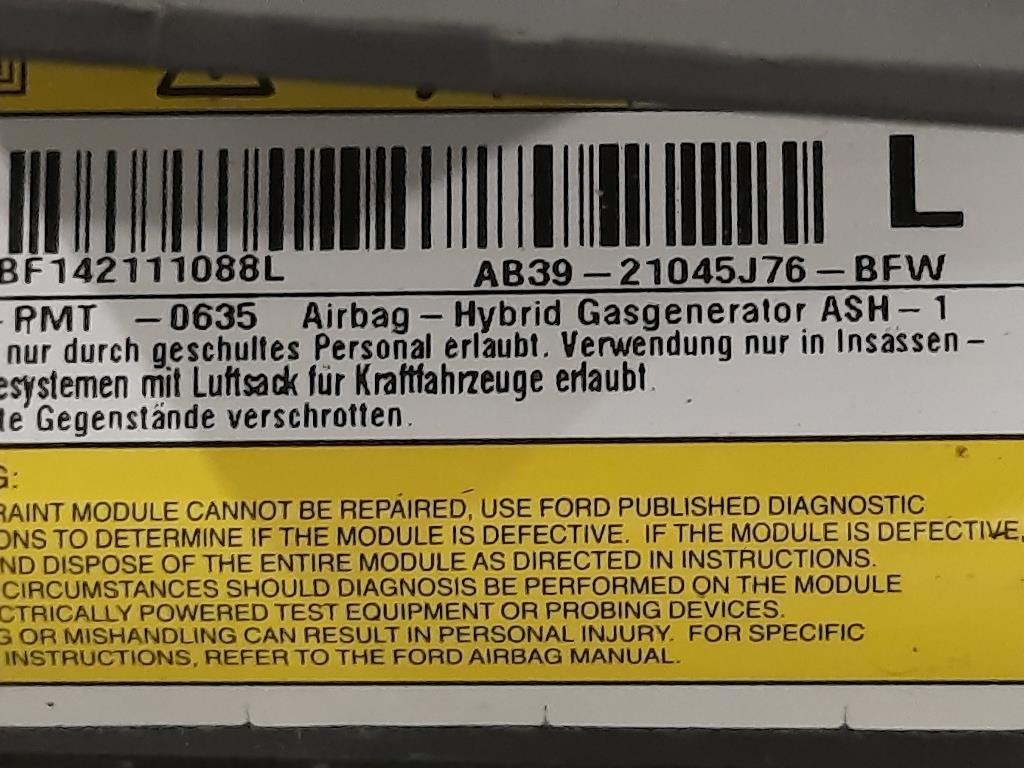 L
BF142111088L AB39-21045J76-BFW
-0635 Airbag-Hybrid Gasgenerator ASH-1
nur durch geschultes Personal erlaubt. Verwendung nur in Insassen-
esystemen mit Luftsack für Kraftfahrzeuge erlaubt.
te Gegenstände verschrotten.
G:
RAINT MODULE CANNOT BE REPAIRED, USE FORD PUBLISHED DIAGNOSTIC
ONS TO DETERMINE IF THE MODULE IS DEFECTIVE. IF THE MODULE IS DEFECTIVE,
ND DISPOSE OF THE ENTIRE MODULE AS DIRECTED IN INSTRUCTIONS.
CIRCUMSTANCES SHOULD DIAGNOSIS BE PERFORMED ON THE MODULE
CTRICALLY POWERED TEST EQUIPMENT OR PROBING DEVICES.
G OR MISHANDLING CAN RESULT IN PERSONAL INJURY. FOR SPECIFIC
INSTRUCTIONS, REFER TO THE FORD AIRBAG MANUAL.